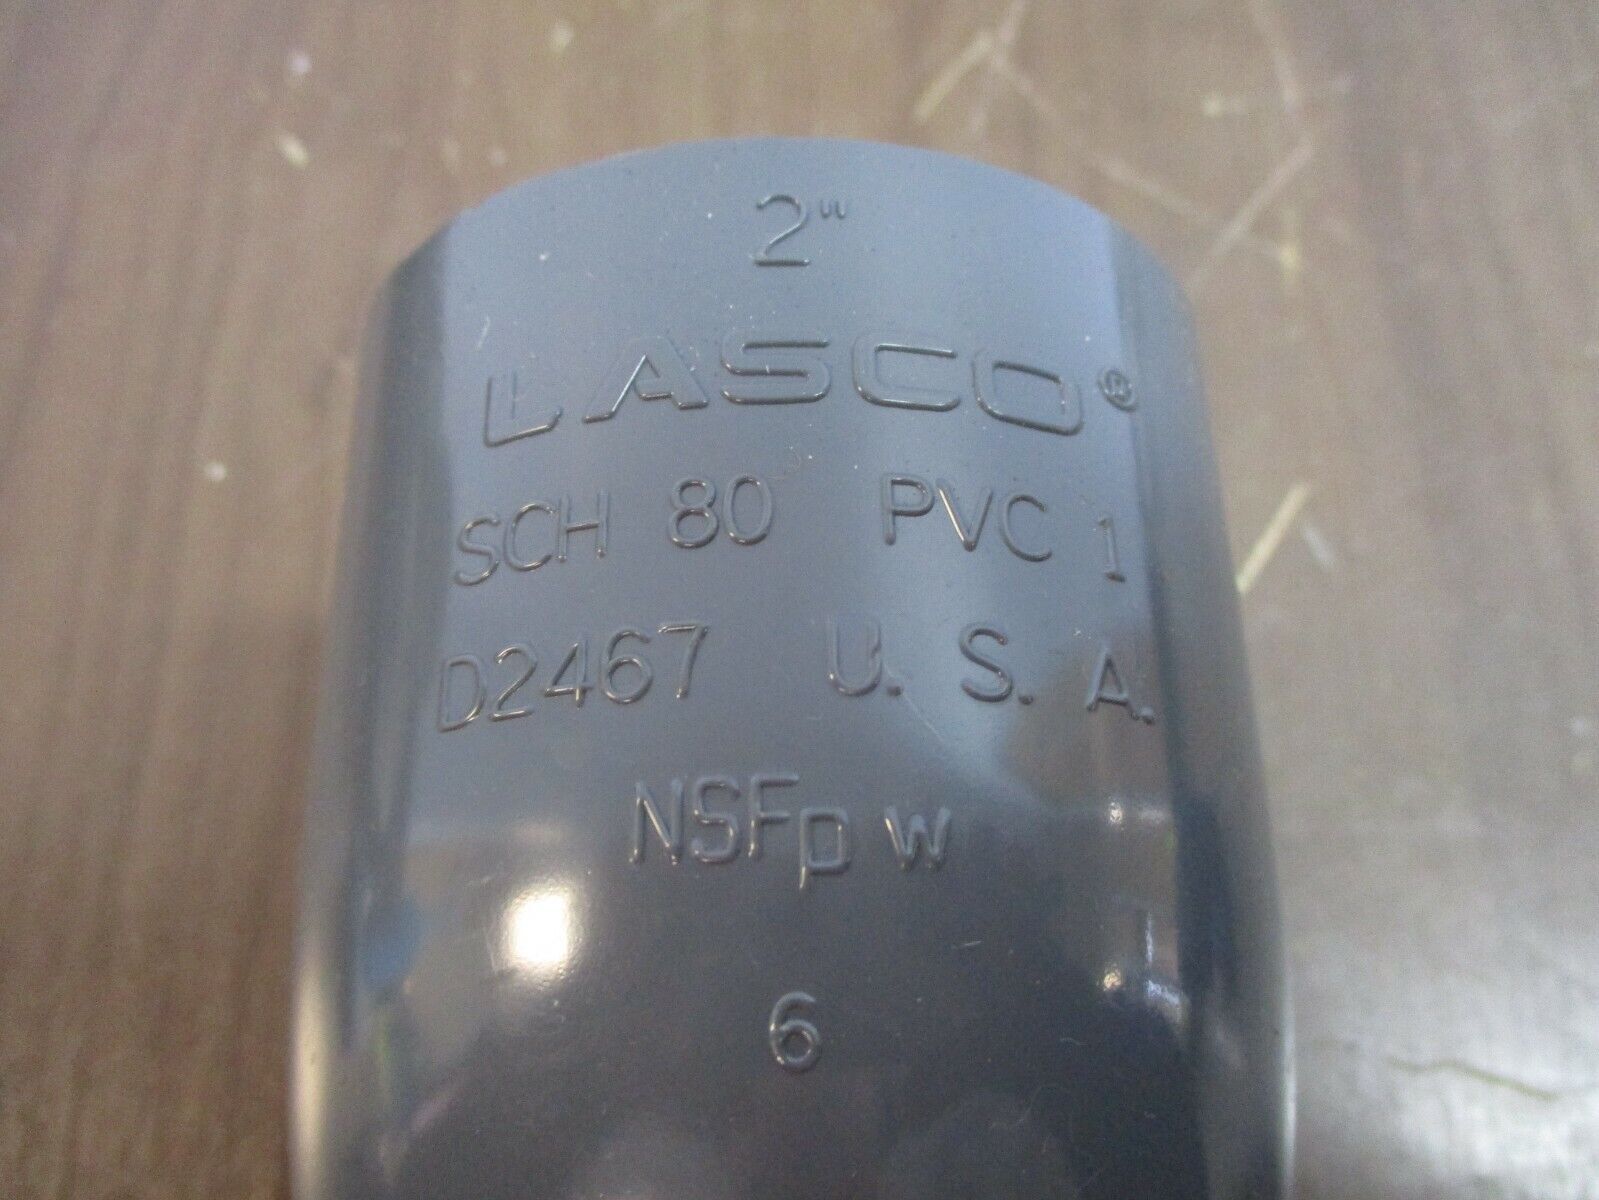 2"
LASCO®
SCH 80 PVC 1
D2467 U.S.A.
NSFpw
6